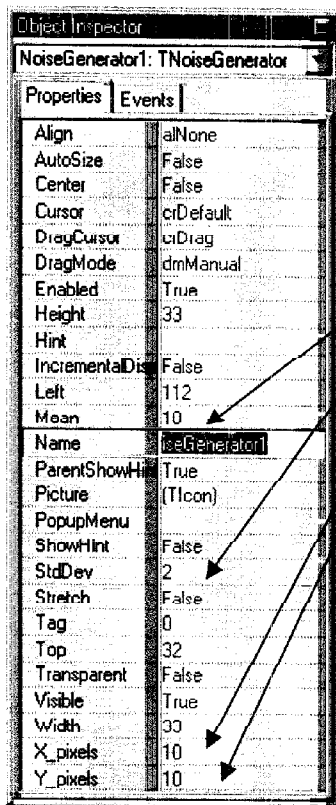 Object Inspector
NoiseGenerator1: TNoiseGenerator
Properties Events
Align alNone
AutoSize False
Center False
Cursor crDefault
DragCursor crDrag
DragMode dmManual
Enabled True
Height 33
Hint
IncrementalDis False
Left 112
Mean 10
Name iseGenerator1
ParentShowHi True
Picture (TIcon)
PopupMenu
ShowHint False
StdDev 2
Stretch False
Tag 0
Top 32
Transparent False
Visible True
Width 33
X_pixels 10
Y_pixels 10